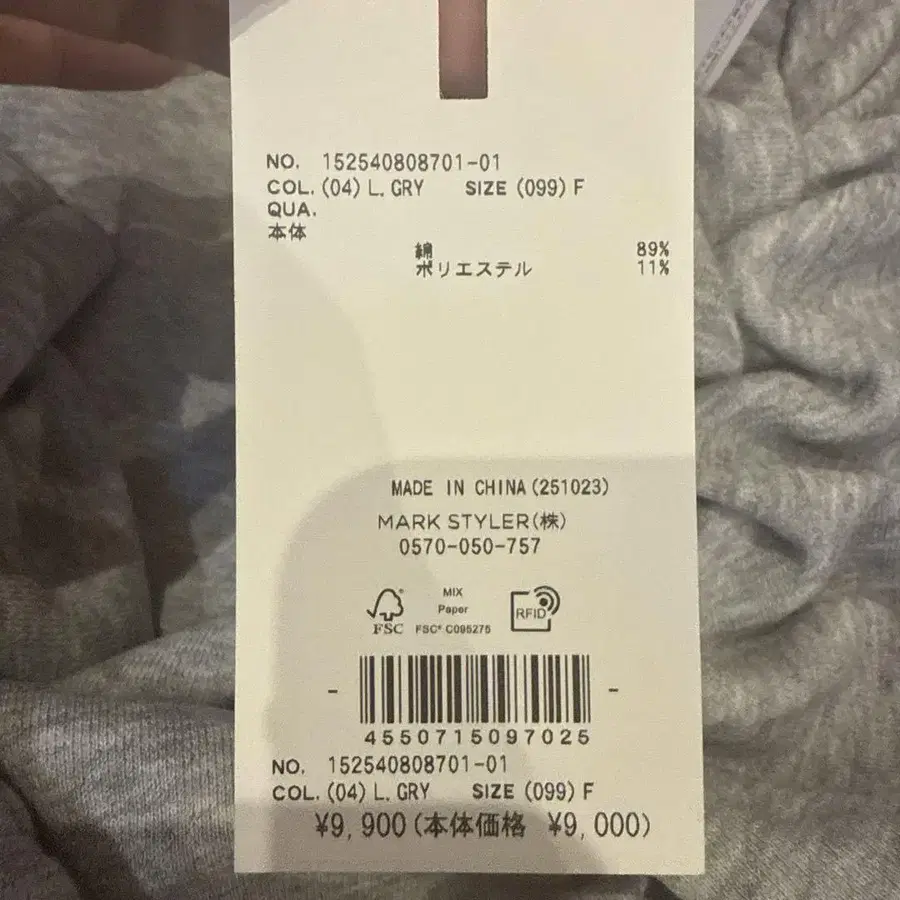 NO. 152540808701-01
COL. (04) L. GRY SIZE (099) F
QUA.
本体
綿 89%
ポリエステル 11%
MADE IN CHINA (251023)
MARK STYLER(株)
0570-050-757
MIX
Paper
FSC FSC® C095275
RFID
4550715097025
NO. 152540808701-01
COL. (04) L. GRY SIZE (099) F
¥9,900(本体価格 ¥9,000)